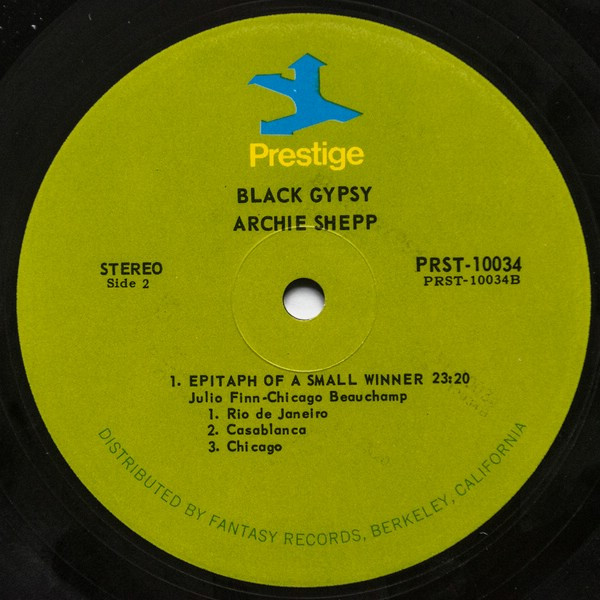 Prestige
BLACK GYPSY
ARCHIE SHEPP
STEREO
Side 2
PRST-10034
PRST-10034B
1. EPITAPH OF A SMALL WINNER 23:20
Julio Finn-Chicago Beauchamp
1. Rio de Janeiro
2. Casablanca
3. Chicago
DISTRIBUTED BY FANTASY RECORDS, BERKELEY, CALIFORNIA